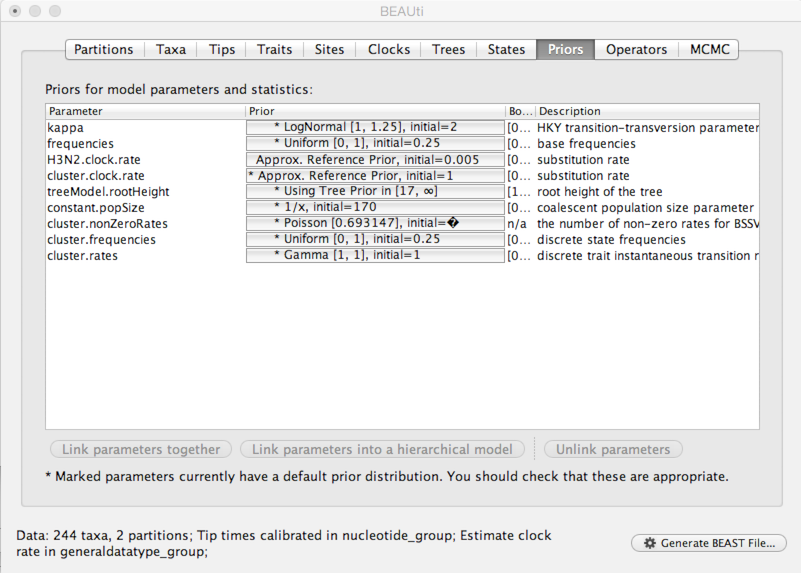 BEAUti
Partitions Taxa Tips Traits Sites Clocks Trees States Priors Operators MCMC
Priors for model parameters and statistics:
Parameter Prior Bo... Description
kappa * LogNormal [1, 1.25], initial=2 [0... HKY transition-transversion parameter
frequencies * Uniform [0, 1], initial=0.25 [0... base frequencies
H3N2.clock.rate Approx. Reference Prior, initial=0.005 [0... substitution rate
cluster.clock.rate * Approx. Reference Prior, initial=1 [0... substitution rate
treeModel.rootHeight * Using Tree Prior in [17, ∞] [1... root height of the tree
constant.popSize * 1/x, initial=170 [0... coalescent population size parameter
cluster.nonZeroRates * Poisson [0.693147], initial=� n/a the number of non-zero rates for BSSV
cluster.frequencies * Uniform [0, 1], initial=0.25 [0... discrete state frequencies
cluster.rates * Gamma [1, 1], initial=1 [0... discrete trait instantaneous transition r
Link parameters together Link parameters into a hierarchical model Unlink parameters
* Marked parameters currently have a default prior distribution. You should check that these are appropriate.
Data: 244 taxa, 2 partitions; Tip times calibrated in nucleotide_group; Estimate clock
rate in generaldatatype_group;
Generate BEAST File...